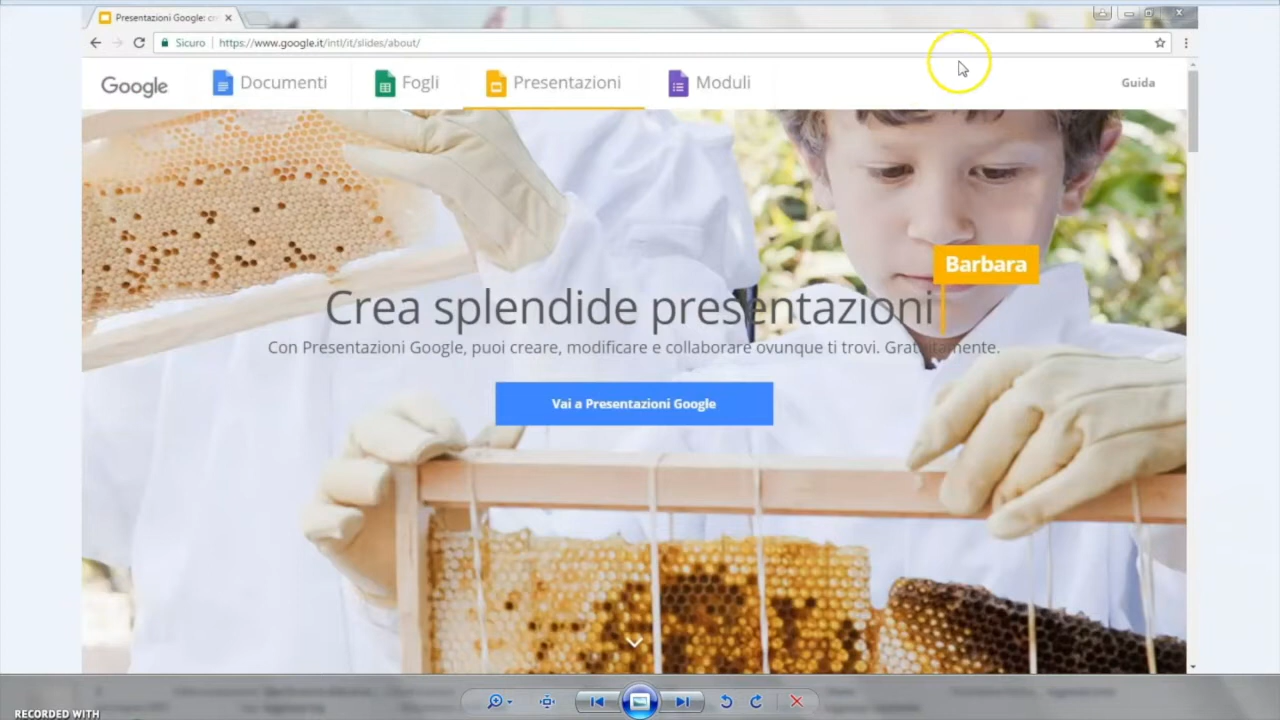 Presentazioni Google: cr
Sicuro
https://www.google.it/intl/it/slides/about/
Google
Documenti
Fogli
Presentazioni
Moduli
Guida
Barbara
Crea splendide presentazioni
Con Presentazioni Google, puoi creare, modificare e collaborare ovunque ti trovi. Gratuitamente.
Vai a Presentazioni Google
RECORDED WITH